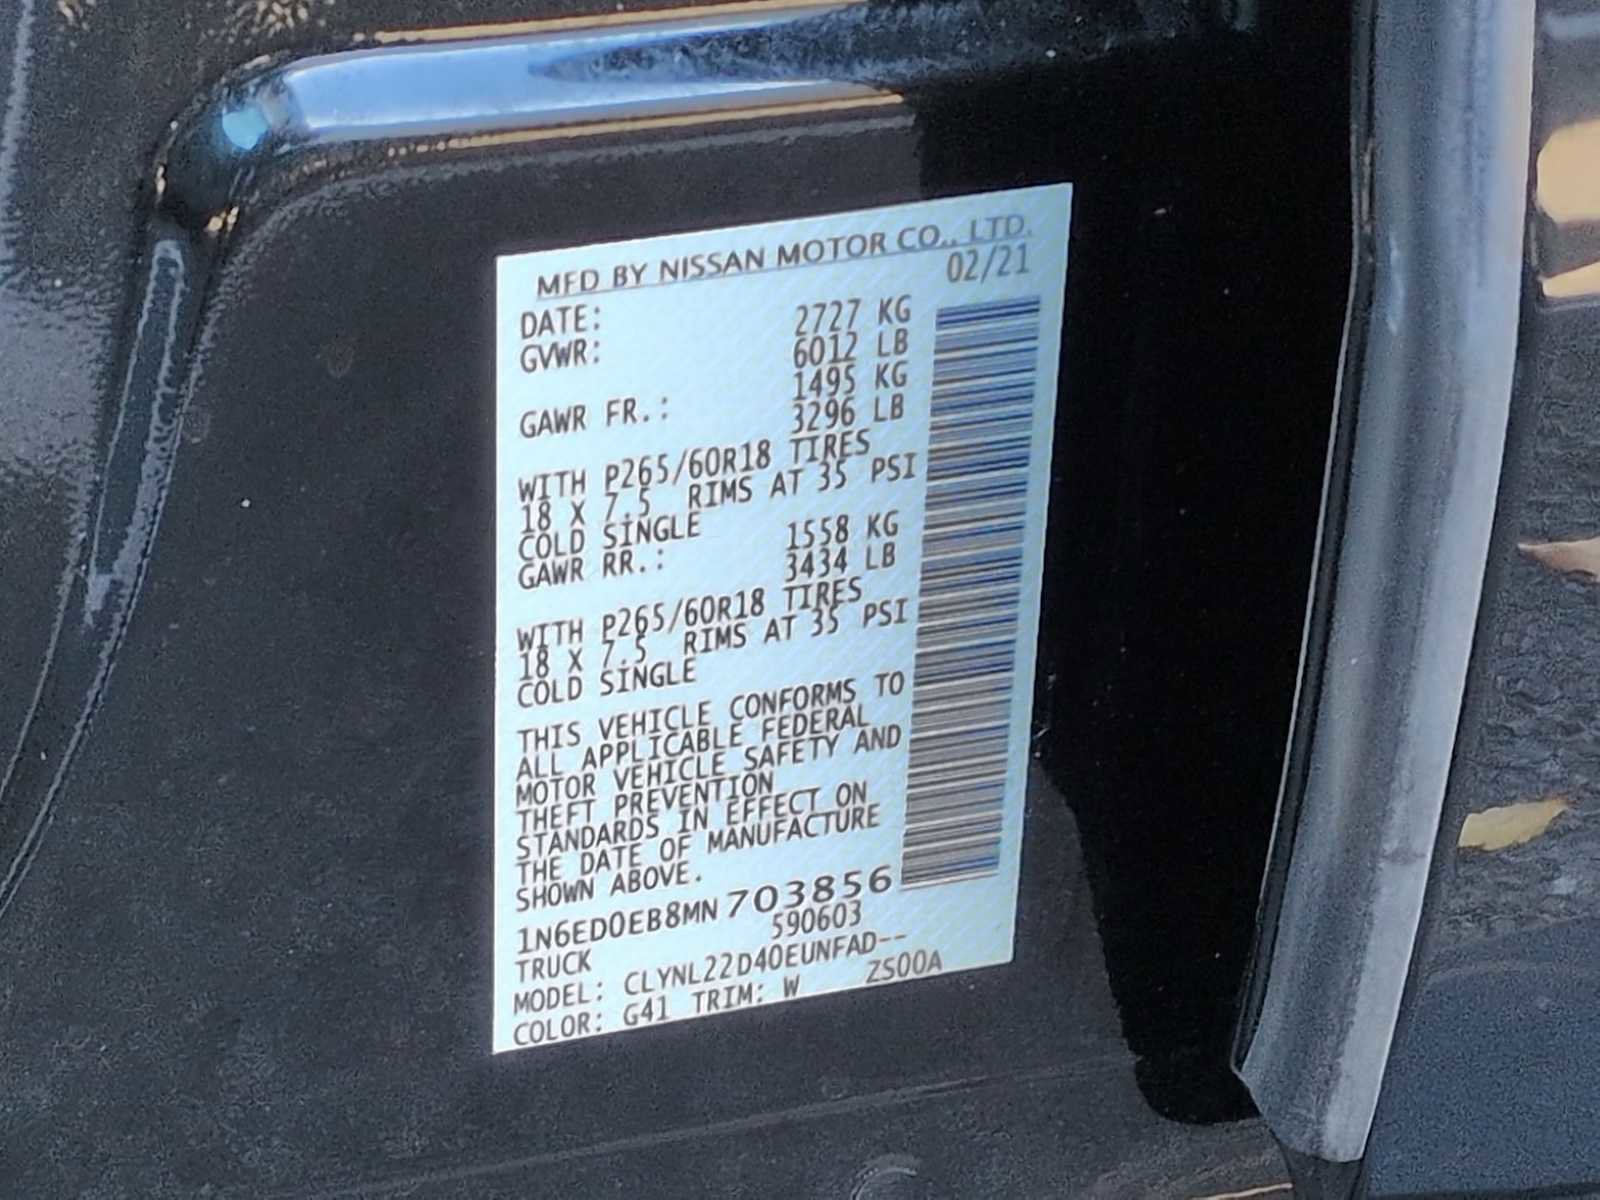 MFD BY NISSAN MOTOR CO., LTD.
DATE: 02/21
GVWR: 2727 KG
6012 LB
GAWR FR.: 1495 KG
3296 LB
WITH P265/60R18 TIRES
18 X 7.5 RIMS AT 35 PSI
COLD SINGLE
GAWR RR.: 1558 KG
3434 LB
WITH P265/60R18 TIRES
18 X 7.5 RIMS AT 35 PSI
COLD SINGLE
THIS VEHICLE CONFORMS TO
ALL APPLICABLE FEDERAL
MOTOR VEHICLE SAFETY AND
THEFT PREVENTION
STANDARDS IN EFFECT ON
THE DATE OF MANUFACTURE
SHOWN ABOVE.
1N6ED0EB8MN703856
TRUCK 590603
MODEL: CLYNL22D40EUNFAD--
COLOR: G41 TRIM: W ZS00A